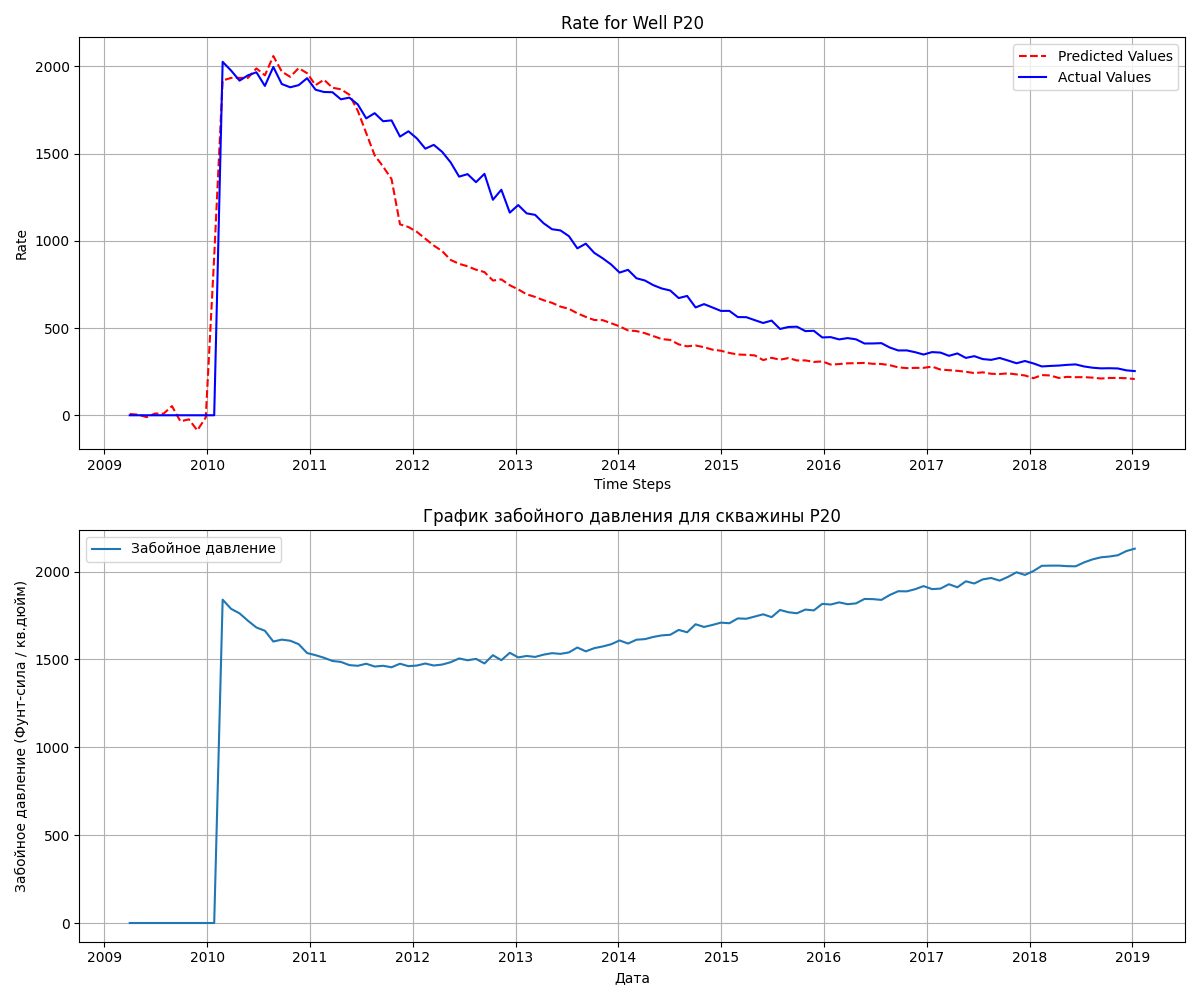 Rate for Well P20
Predicted Values
Actual Values
Rate
2000
1500
1000
500
0
2009 2010 2011 2012 2013 2014 2015 2016 2017 2018 2019
Time Steps
График забойного давления для скважины P20
Забойное давление
Забойное давление (Фунт-сила / кв.дюйм)
2000
1500
1000
500
0
2009 2010 2011 2012 2013 2014 2015 2016 2017 2018 2019
Дата